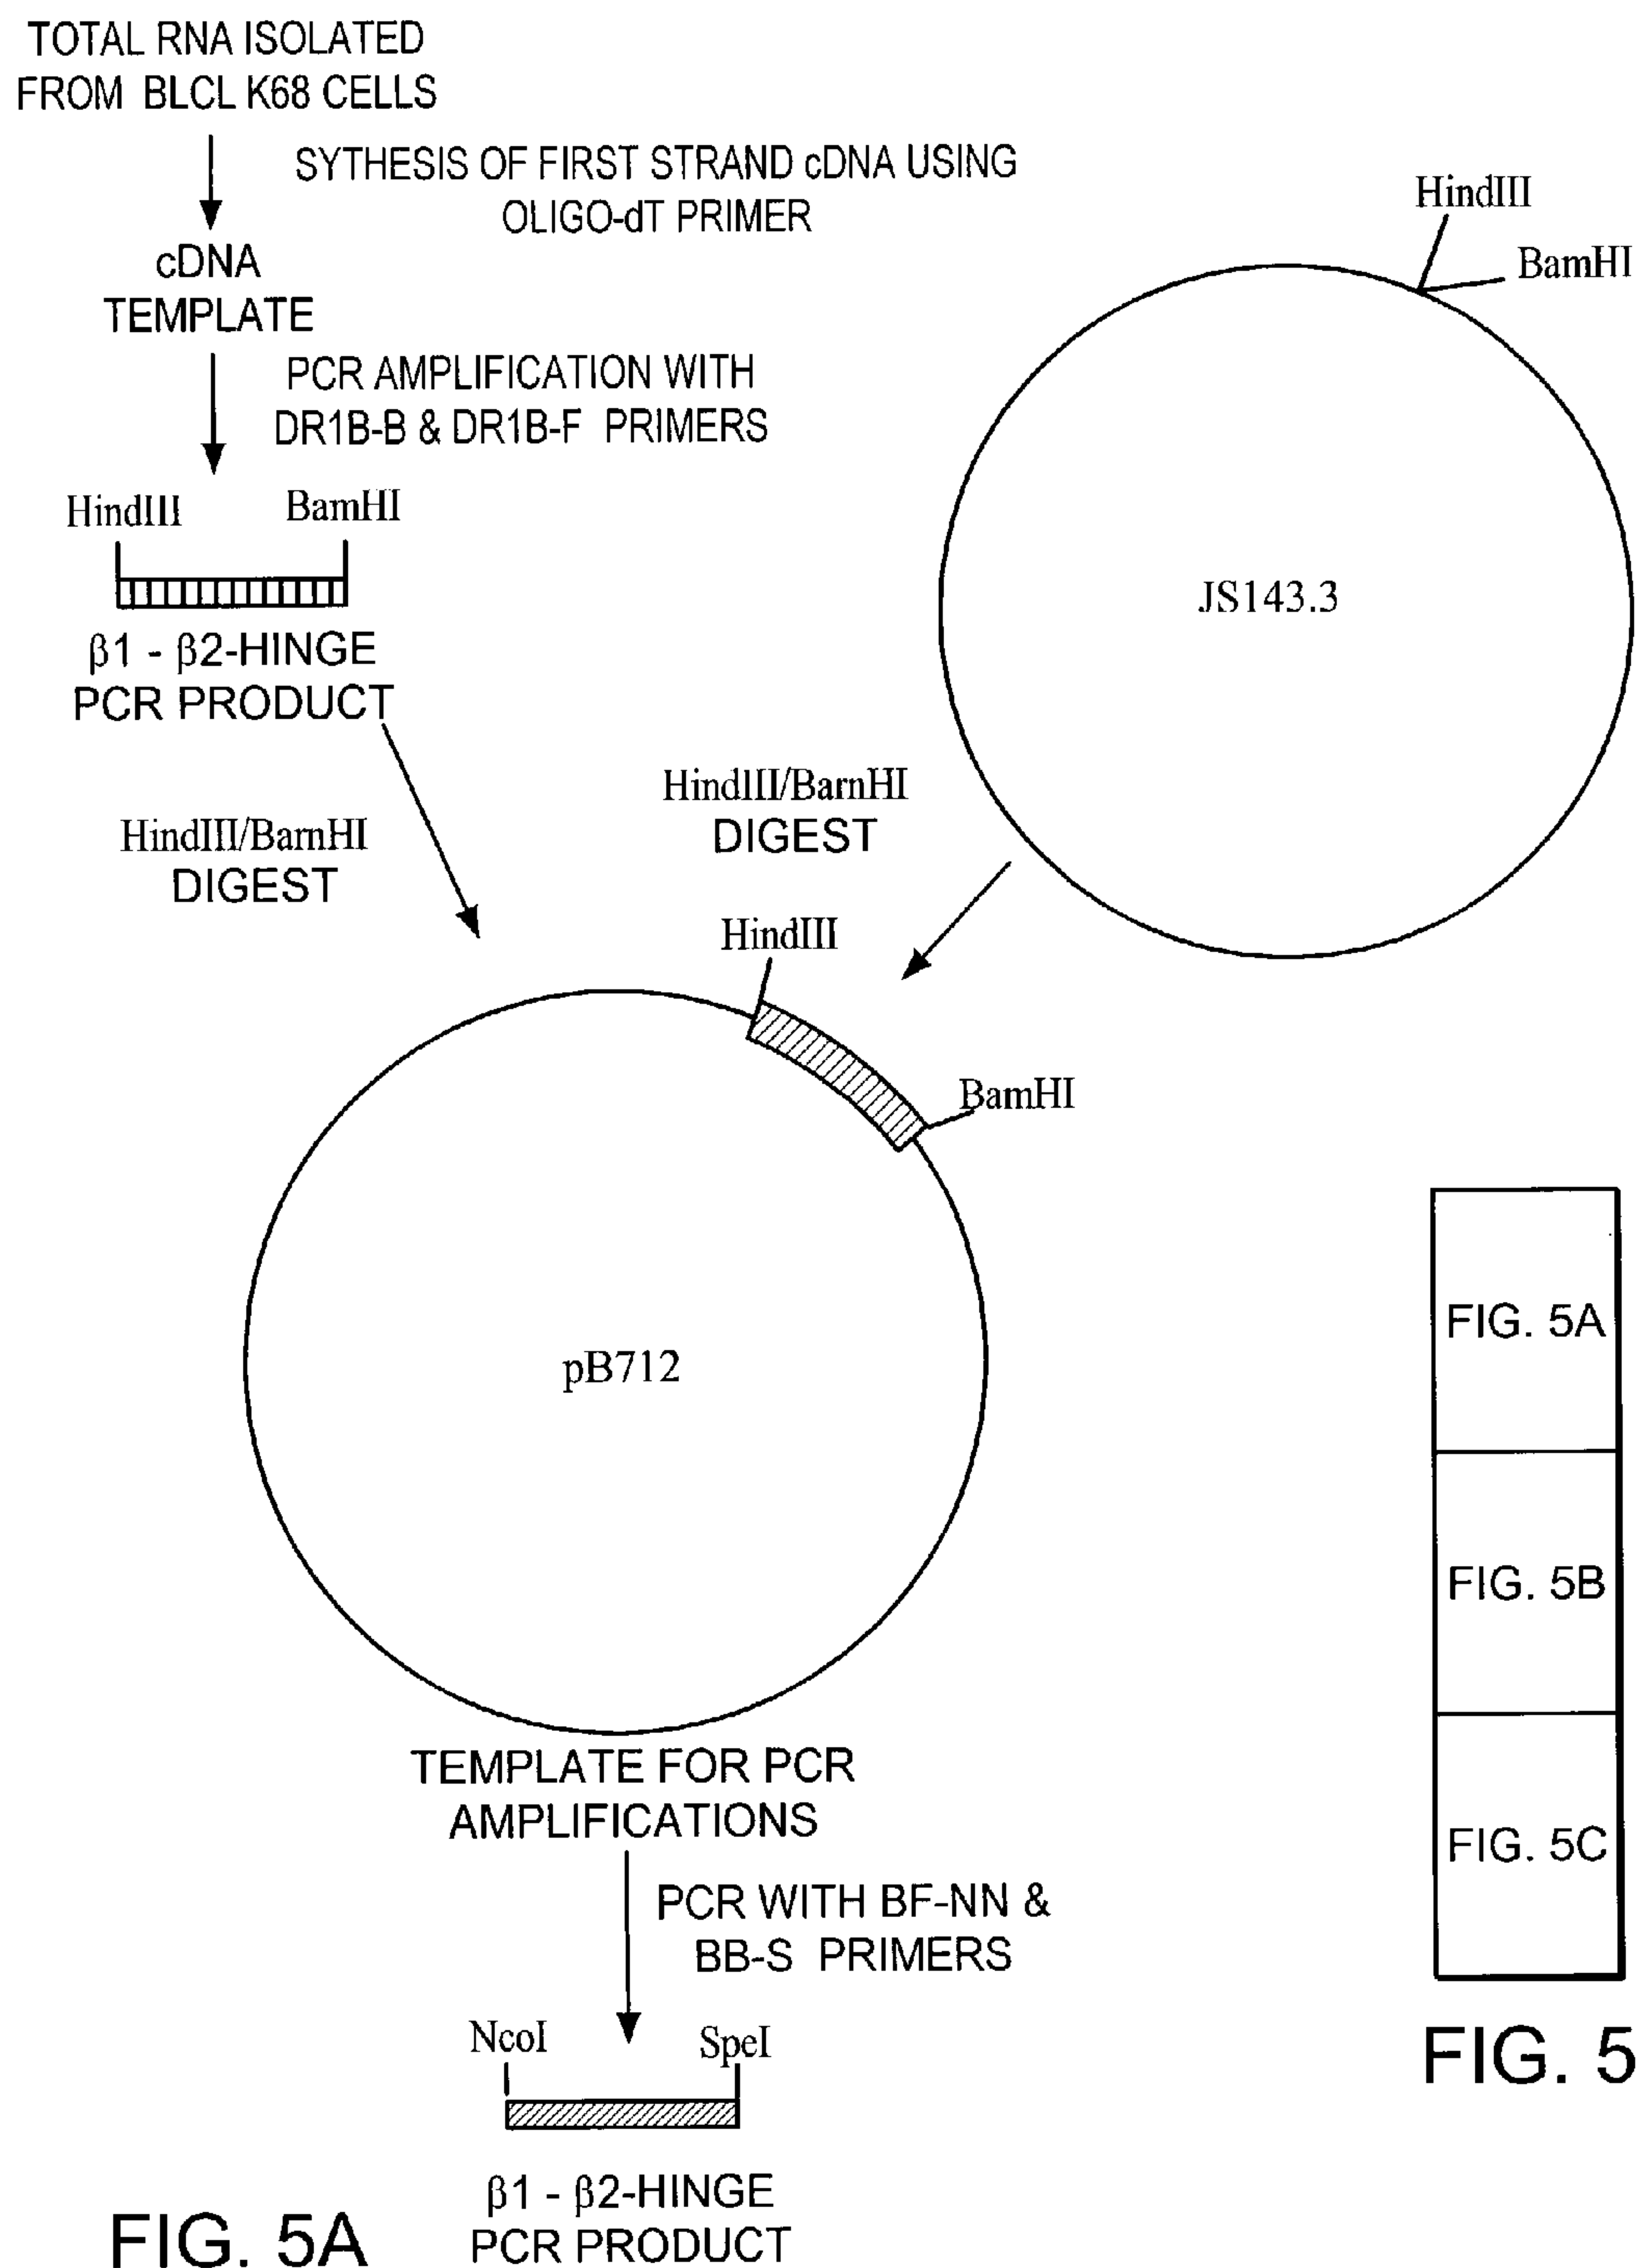 TOTAL RNA ISOLATED
FROM BLCL K68 CELLS
SYTHESIS OF FIRST STRAND cDNA USING
OLIGO-dT PRIMER
cDNA
TEMPLATE
PCR AMPLIFICATION WITH
DR1B-B & DR1B-F PRIMERS
HindIII
BamHI
β1 - β2-HINGE
PCR PRODUCT
HindIII/BamHI
DIGEST
HindIII
BamHI
JS143.3
HindIII/BamHI
DIGEST
HindIII
BamHI
pB712
TEMPLATE FOR PCR
AMPLIFICATIONS
PCR WITH BF-NN &
BB-S PRIMERS
NcoI
SpeI
β1 - β2-HINGE
PCR PRODUCT
FIG. 5A
FIG. 5A
FIG. 5B
FIG. 5C
FIG. 5